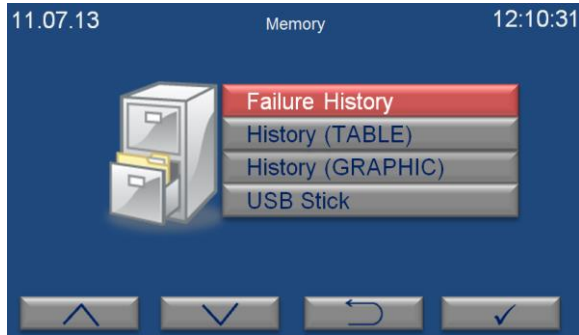 11.07.13 Memory 12:10:31
Failure History
History (TABLE)
History (GRAPHIC)
USB Stick